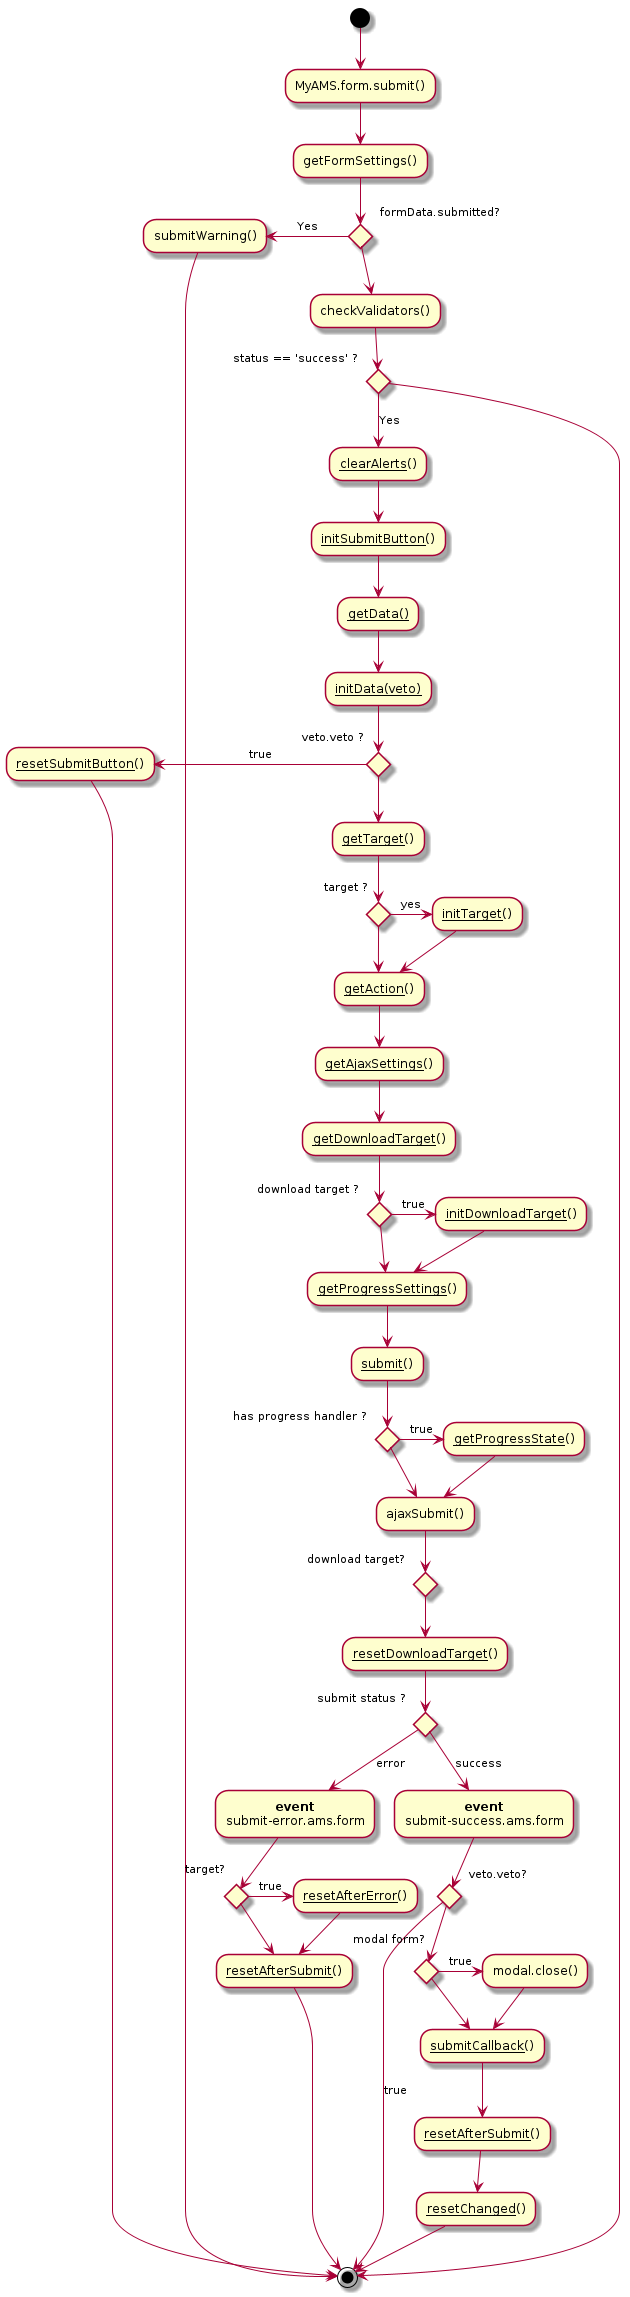 MyAMS.form.submit()
getFormSettings()
formData.submitted?
Yes
submitWarning()
checkValidators()
status == 'success' ?
Yes
clearAlerts()
initSubmitButton()
getData()
initData(veto)
veto.veto ?
true
resetSubmitButton()
getTarget()
target ?
yes
initTarget()
getAction()
getAjaxSettings()
getDownloadTarget()
download target ?
true
initDownloadTarget()
getProgressSettings()
submit()
has progress handler ?
true
getProgressState()
ajaxSubmit()
download target?
resetDownloadTarget()
submit status ?
error
success
event
submit-error.ams.form
event
submit-success.ams.form
target?
true
resetAfterError()
veto.veto?
modal form?
true
modal.close()
resetAfterSubmit()
submitCallback()
true
resetAfterSubmit()
resetChanged()